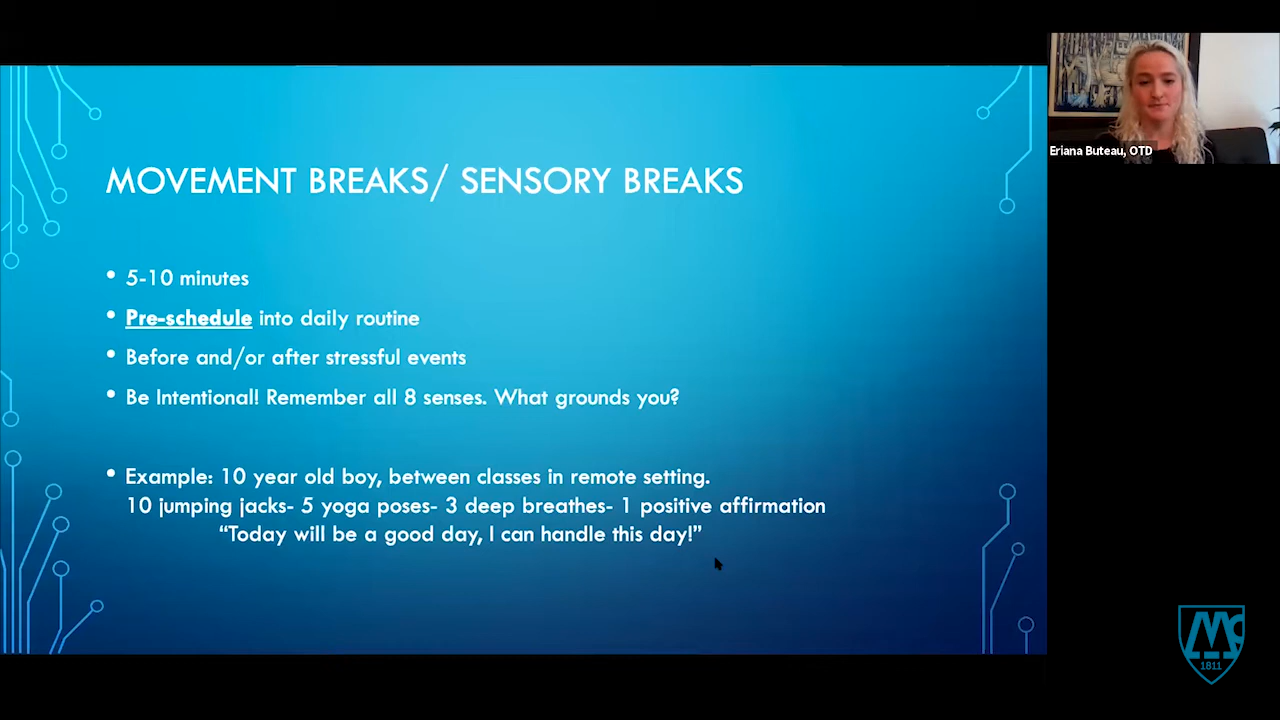 MOVEMENT BREAKS/ SENSORY BREAKS
• 5-10 minutes
• Pre-schedule into daily routine
• Before and/or after stressful events
• Be Intentional! Remember all 8 senses. What grounds you?
• Example: 10 year old boy, between classes in remote setting.
10 jumping jacks- 5 yoga poses- 3 deep breathes- 1 positive affirmation
“Today will be a good day, I can handle this day!”
Eriana Buteau, OTD
Mc
1811